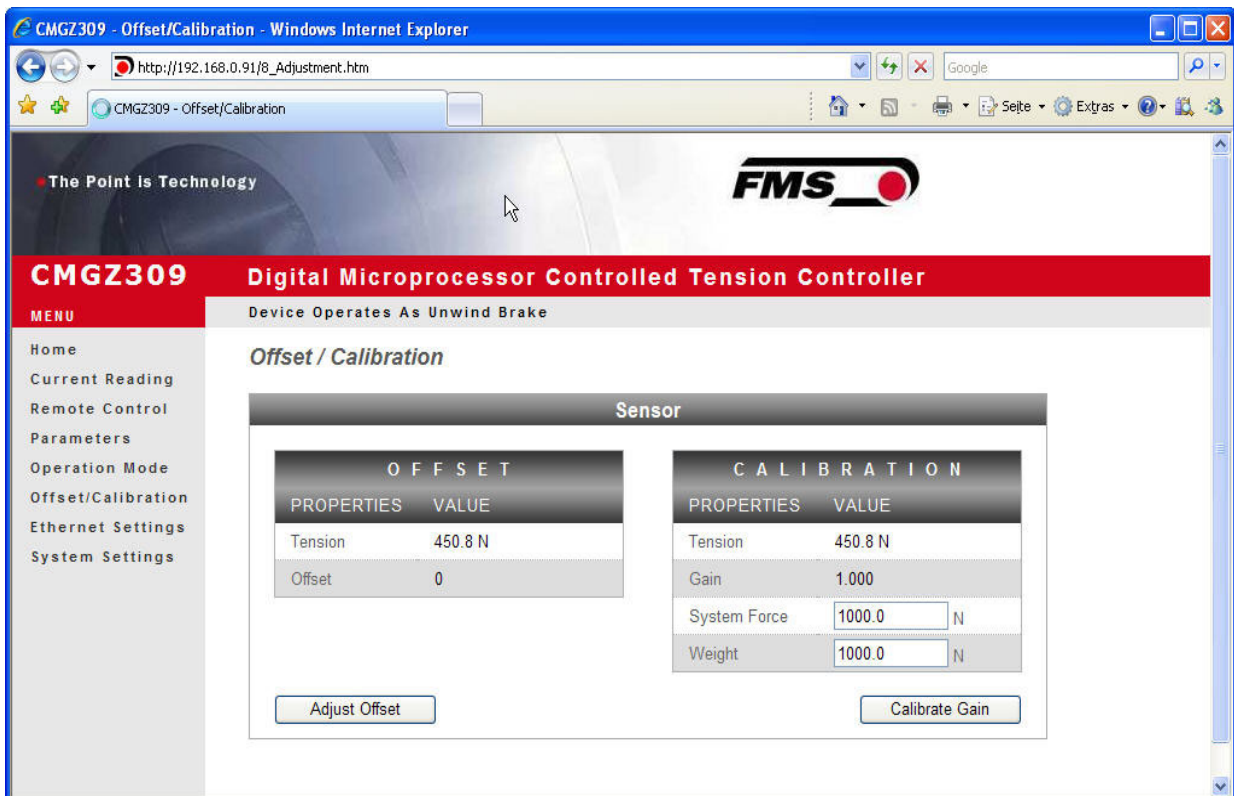 CMGZ309 - Offset/Calibration - Windows Internet Explorer
http://192.168.0.91/8_Adjustment.htm
Google
CMGZ309 - Offset/Calibration
Seite
Extras
The Point is Technology
FMS
CMGZ309
Digital Microprocessor Controlled Tension Controller
MENU
Device Operates As Unwind Brake
Home
Current Reading
Remote Control
Parameters
Operation Mode
Offset/Calibration
Ethernet Settings
System Settings
Offset / Calibration
Sensor
OFFSET
PROPERTIES VALUE
Tension 450.8 N
Offset 0
Adjust Offset
CALIBRATION
PROPERTIES VALUE
Tension 450.8 N
Gain 1.000
System Force 1000.0 N
Weight 1000.0 N
Calibrate Gain